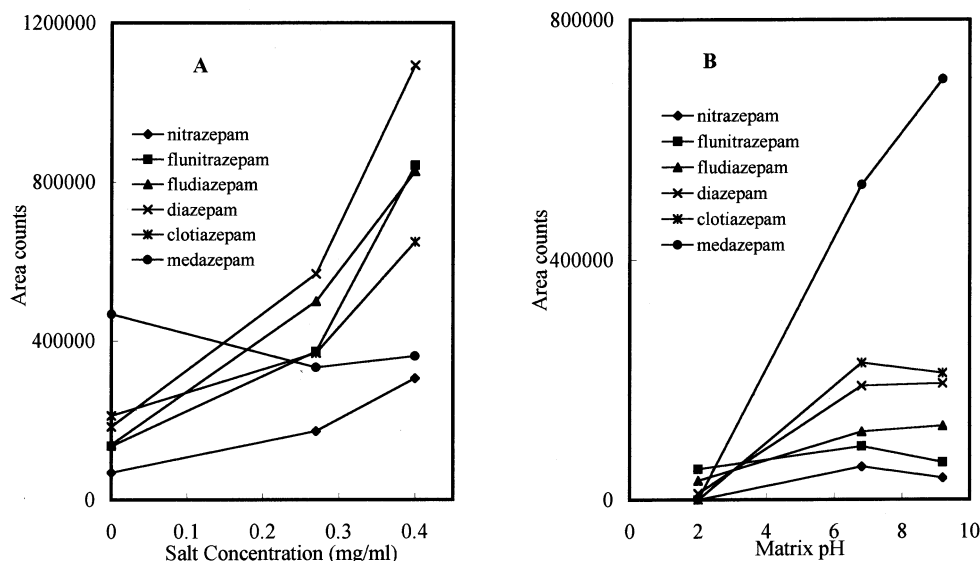 1200000
A
nitrazepam
flunitrazepam
800000
fludiazepam
diazepam
clotiazepam
medazepam
Area counts
400000
0
0 0.1 0.2 0.3 0.4
Salt Concentration (mg/ml)
800000
B
nitrazepam
flunitrazepam
fludiazepam
diazepam
clotiazepam
medazepam
Area counts
400000
0
0 2 4 6 8 10
Matrix pH